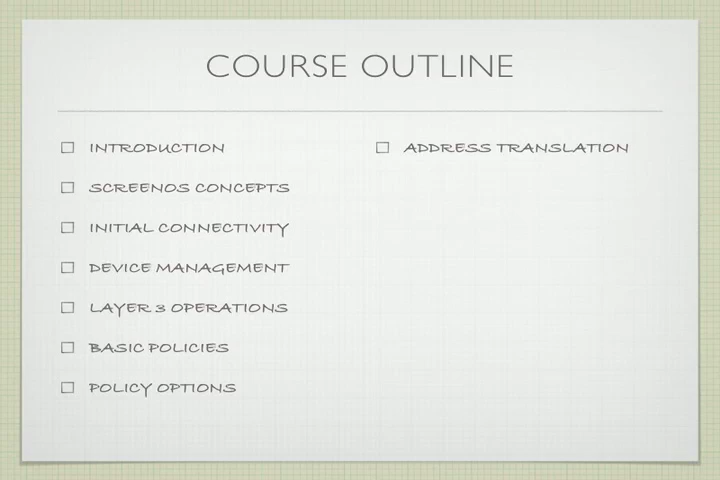 COURSE OUTLINE
INTRODUCTION
SCREENOS CONCEPTS
INITIAL CONNECTIVITY
DEVICE MANAGEMENT
LAYER 3 OPERATIONS
BASIC POLICIES
POLICY OPTIONS
ADDRESS TRANSLATION